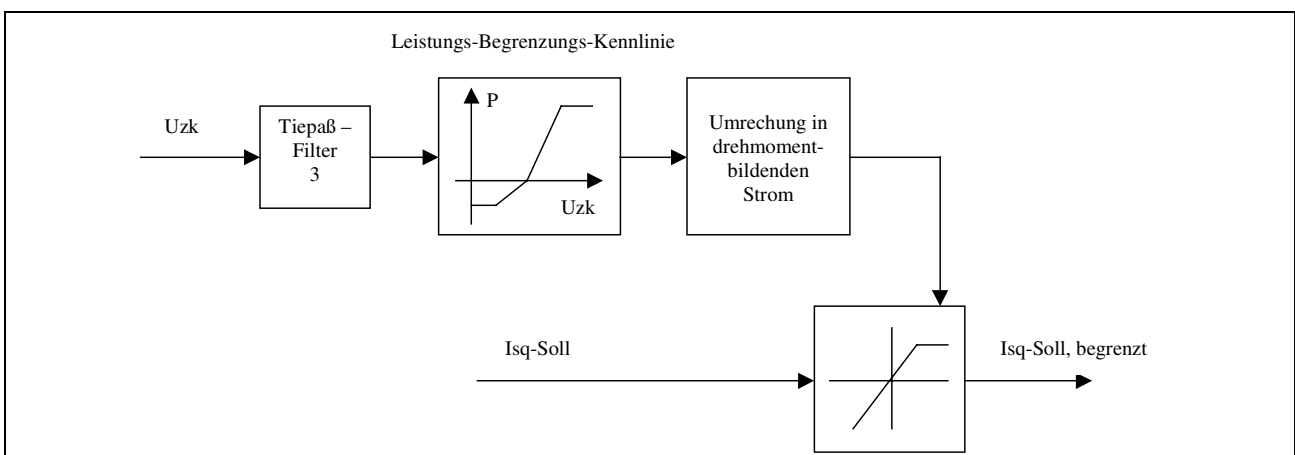 Leistungs-Begrenzungs-Kennlinie
Uzk
Tiepaß –
Filter
3
P
Uzk
Umrechung in
drehmoment-
bildenden
Strom
Isq-Soll
Isq-Soll, begrenzt